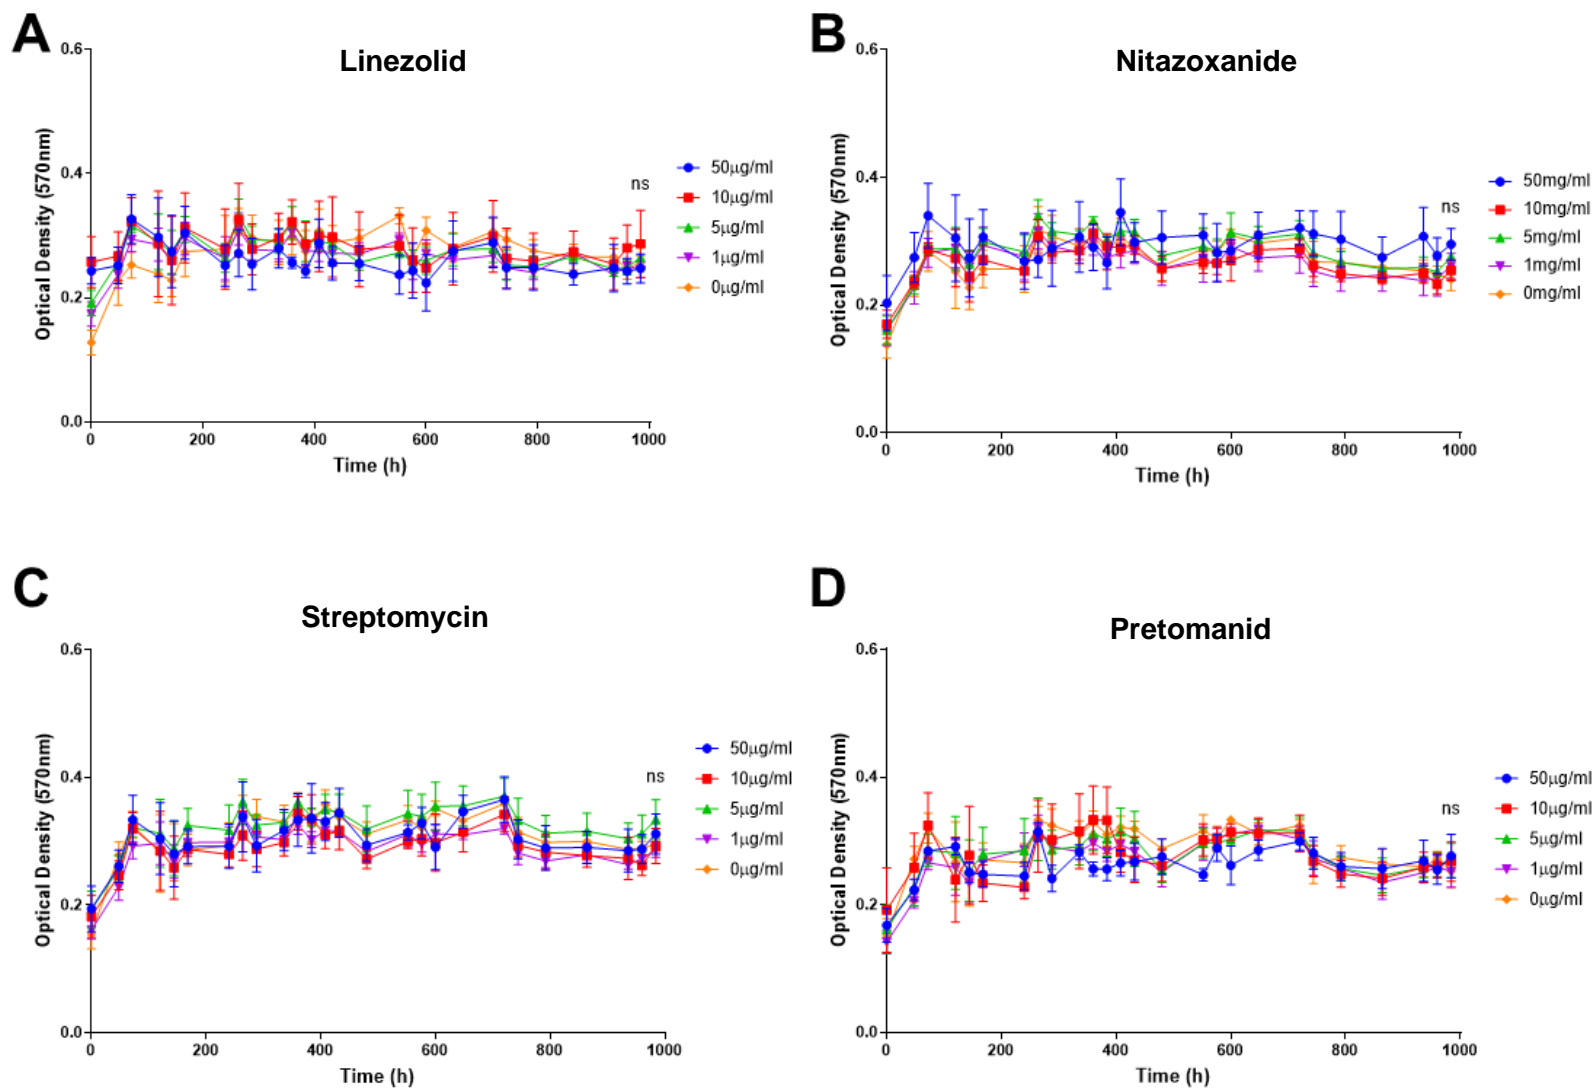 A
Linezolid
Optical Density (570nm)
0.6
0.4
0.2
0.0
0 200 400 600 800 1000
Time (h)
ns
50μg/ml
10μg/ml
5μg/ml
1μg/ml
0μg/ml
B
Nitazoxanide
Optical Density (570nm)
0.6
0.4
0.2
0.0
0 200 400 600 800 1000
Time (h)
ns
50mg/ml
10mg/ml
5mg/ml
1mg/ml
0mg/ml
C
Streptomycin
Optical Density (570nm)
0.6
0.4
0.2
0.0
0 200 400 600 800 1000
Time (h)
ns
50μg/ml
10μg/ml
5μg/ml
1μg/ml
0μg/ml
D
Pretomanid
Optical Density (570nm)
0.6
0.4
0.2
0.0
0 200 400 600 800 1000
Time (h)
ns
50μg/ml
10μg/ml
5μg/ml
1μg/ml
0μg/ml